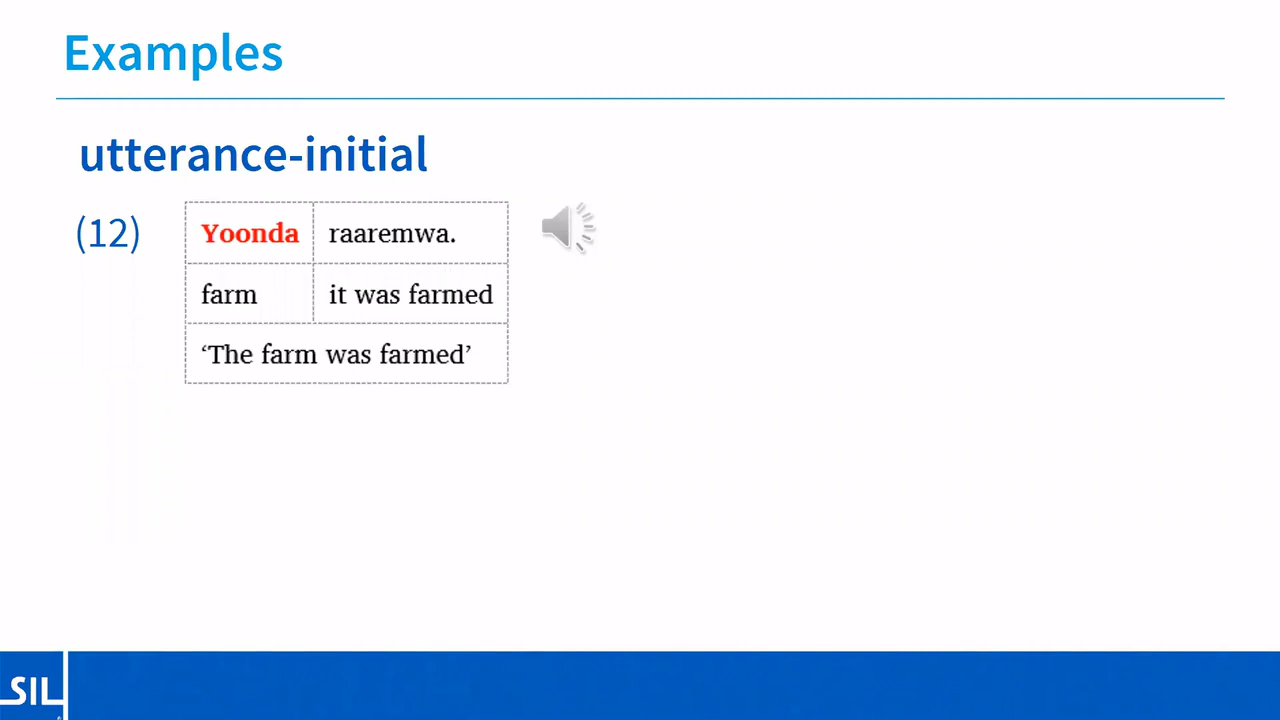 Examples
utterance-initial
(12) Yoonda raaremwa.
farm it was farmed
‘The farm was farmed’
SIL